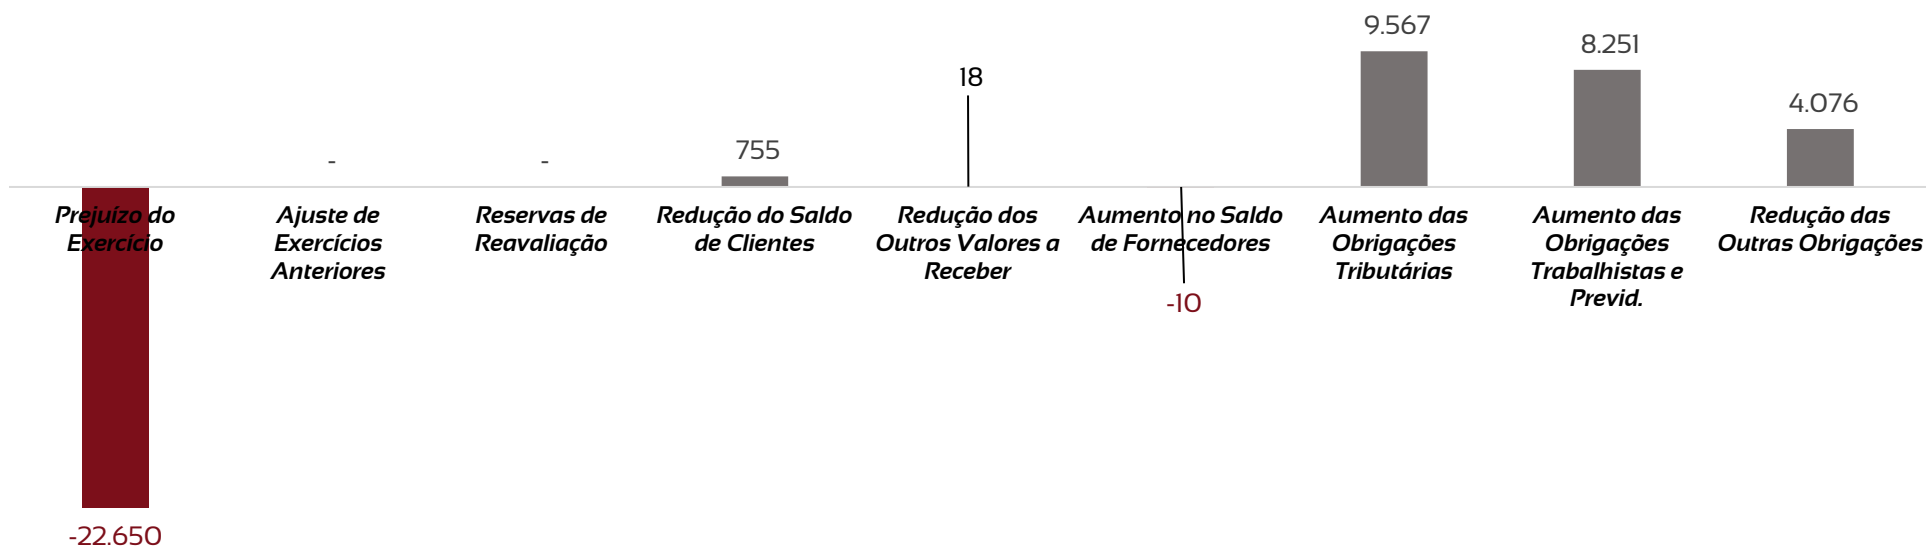 9.567
8.251
4.076
18
755
-
-
Prejuízo do
Exercício
Ajuste de
Exercícios
Anteriores
Reservas de
Reavaliação
Redução do Saldo
de Clientes
Redução dos
Outros Valores a
Receber
Aumento no Saldo
de Fornecedores
Aumento das
Obrigações
Tributárias
Aumento das
Obrigações
Trabalhistas e
Previd.
Redução das
Outras Obrigações
-10
-22.650